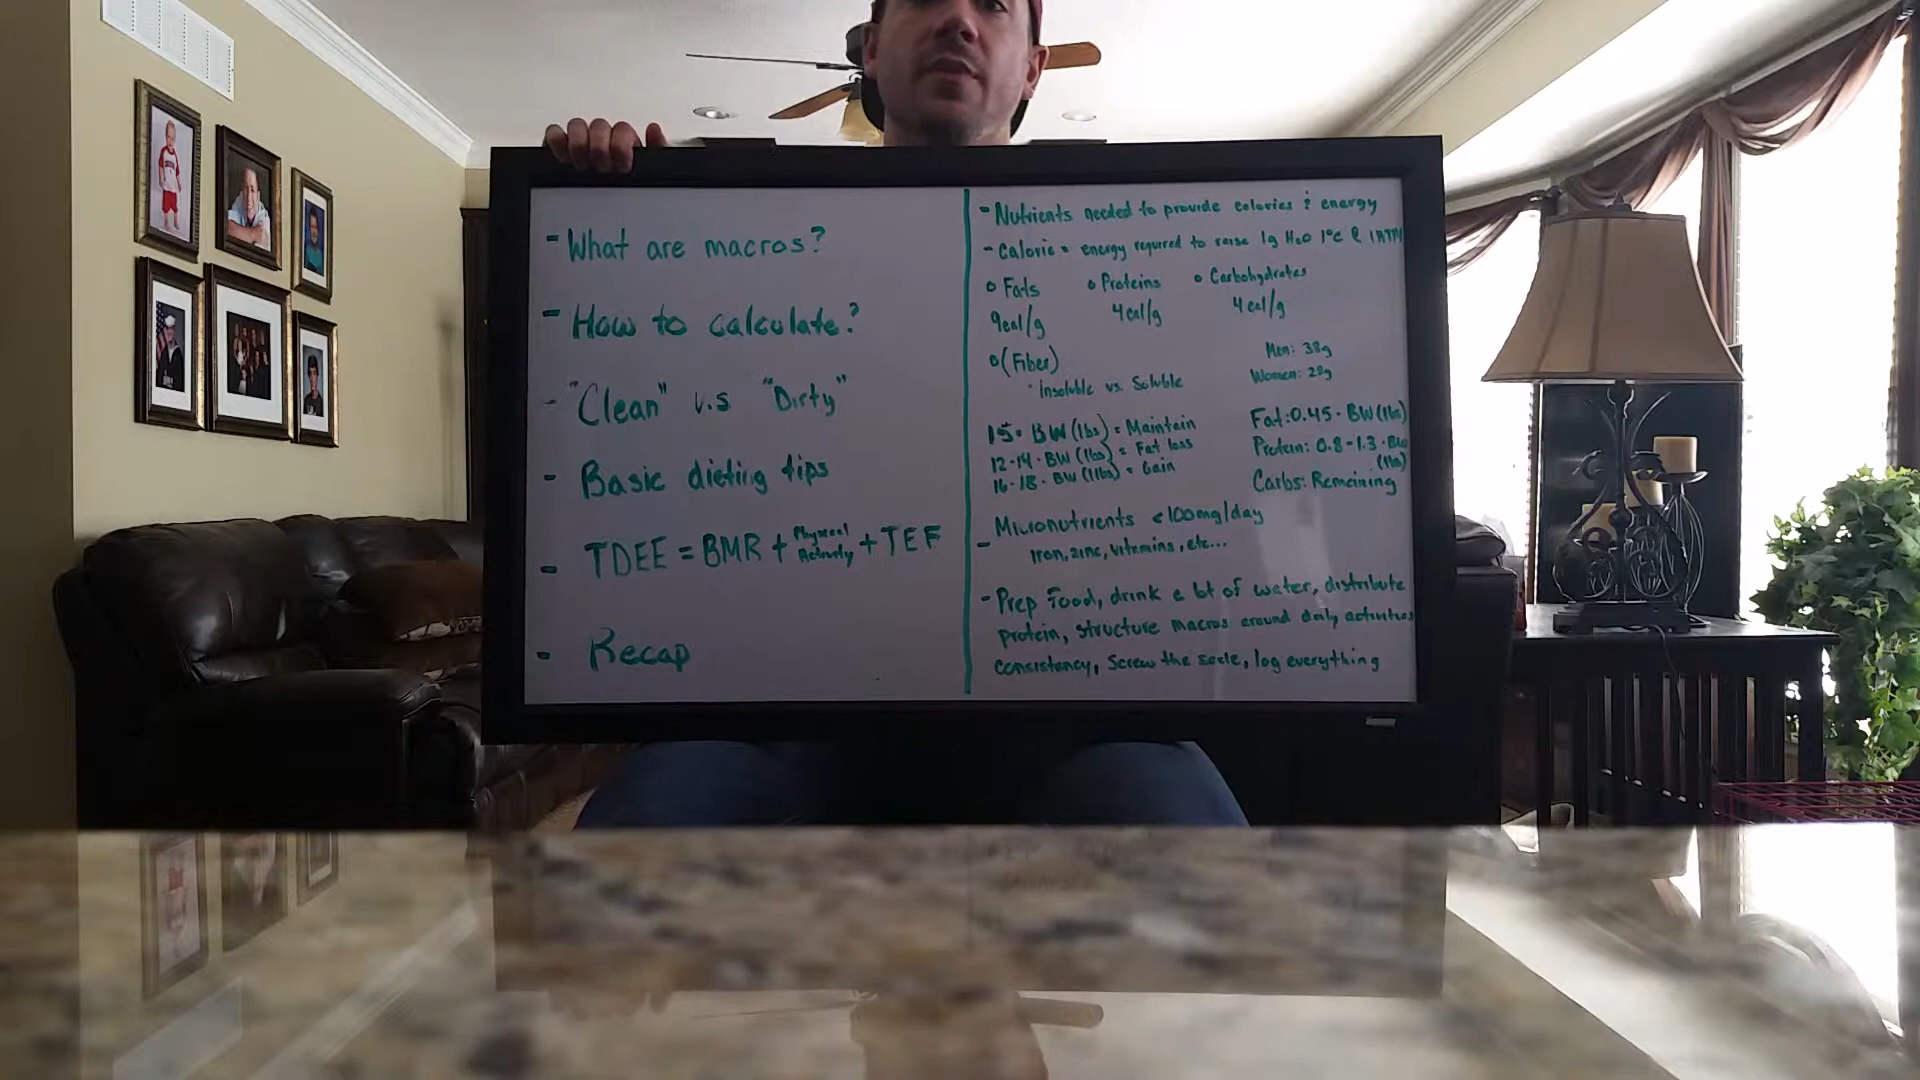 - What are macros?
- How to calculate?
- "Clean" v.s "Dirty"
- Basic dieting tips
- TDEE = BMR + Physical Activity + TEF
- Recap
- Nutrients needed to provide calories & energy
- Calorie = energy required to raise 1g H2O 1°C @ 1ATM
o Fats o Proteins o Carbohydrates
9cal/g 4cal/g 4cal/g
o (Fiber)
Men: 38g
Women: 28g
• Insoluble vs. Soluble
15 • BW (lbs) = Maintain
12-14 • BW (lbs) = Fat loss
16-18 • BW (lbs) = Gain
Fat: 0.45 • BW (lbs)
Protein: 0.8-1.3 • BW
(lbs)
Carbs: Remaining
- Micronutrients <100mg/day
Iron, zinc, vitamins, etc...
- Prep Food, drink a lot of water, distribute
protein, structure macros around daily activities
consistency, Screw the scale, log everything